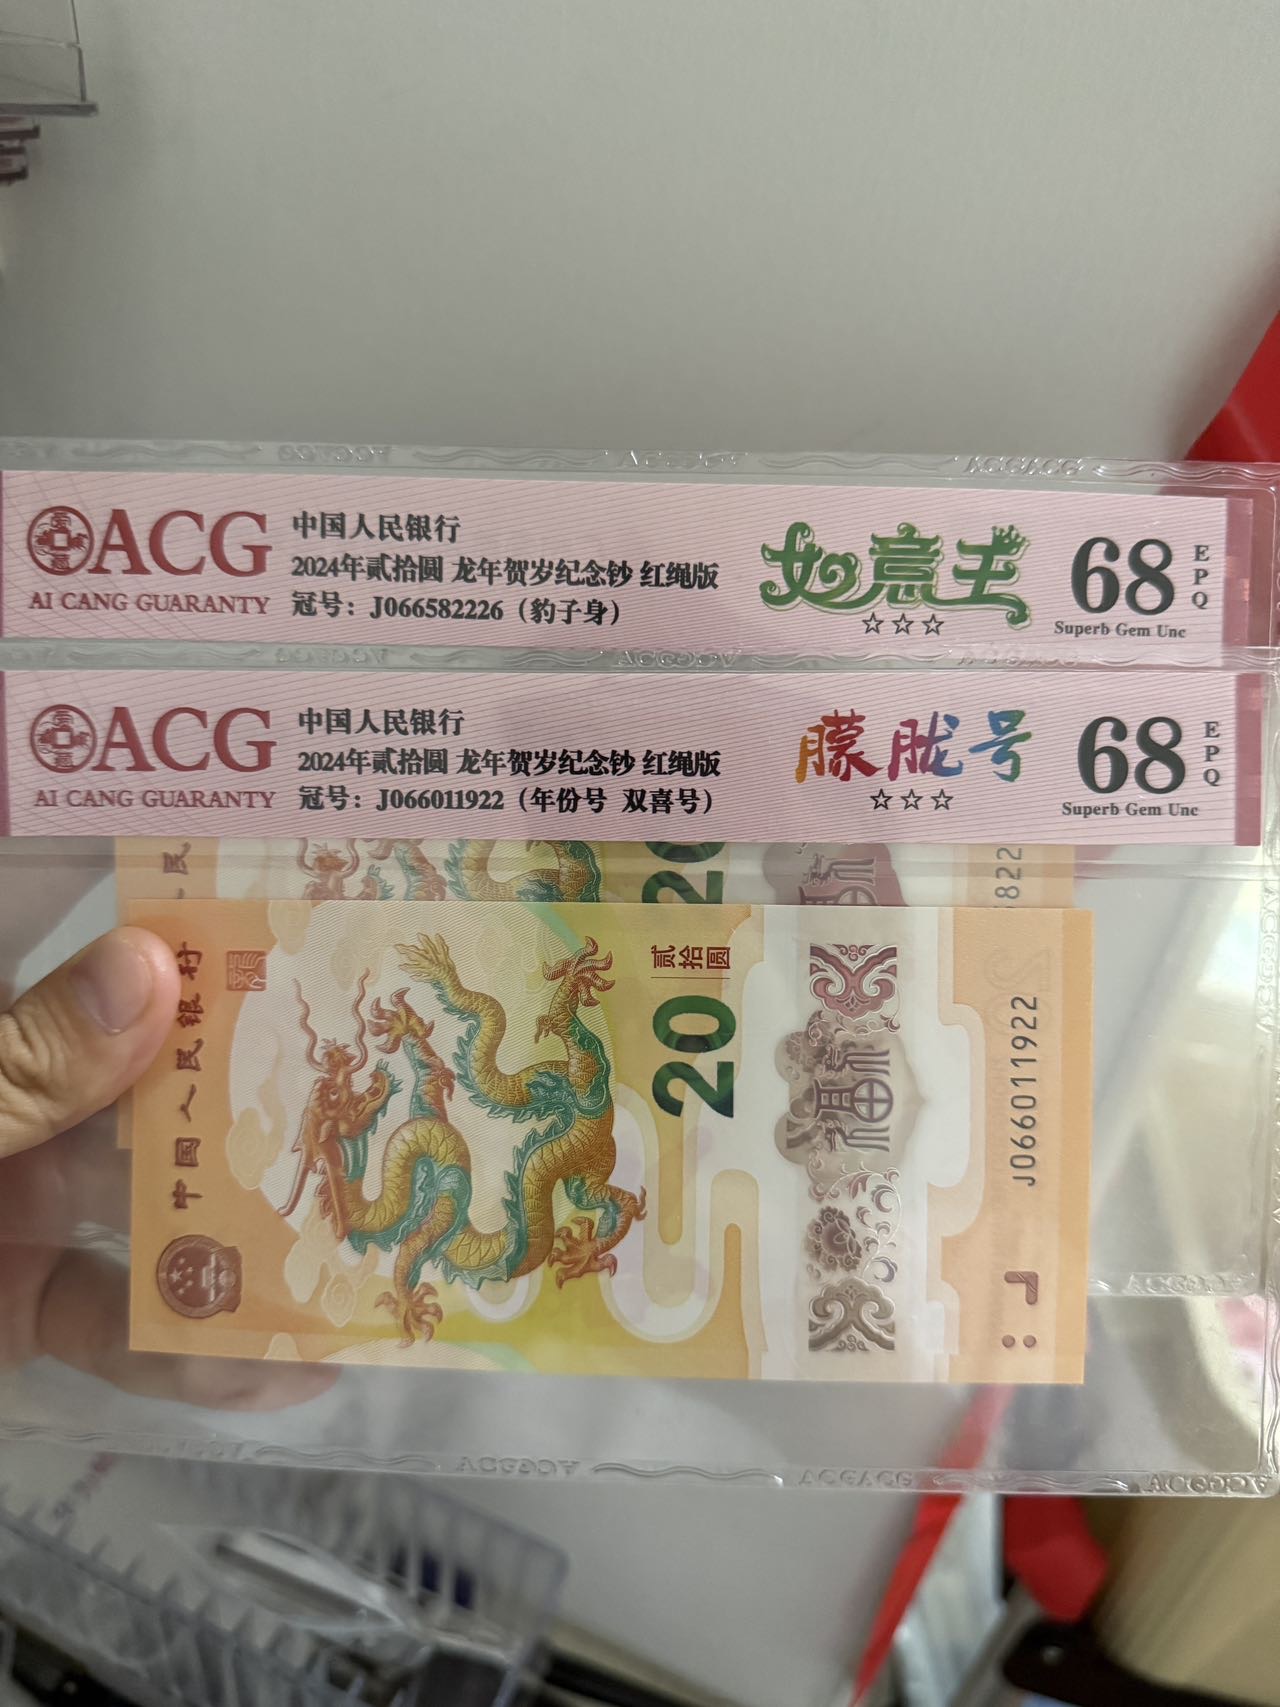 ACG
AI CANG GUARANTY
中国人民银行
2024年贰拾圆 龙年贺岁纪念钞 红绳版
冠号：J066582226（豹子身）
如意王
☆☆☆
68
EPQ
Superb Gem Unc
ACG
AI CANG GUARANTY
中国人民银行
2024年贰拾圆 龙年贺岁纪念钞 红绳版
冠号：J066011922（年份号 双喜号）
朦胧号
☆☆☆
68
EPQ
Superb Gem Unc
民
20
822
中国人民银行
贰拾圆
20
福
J066011922